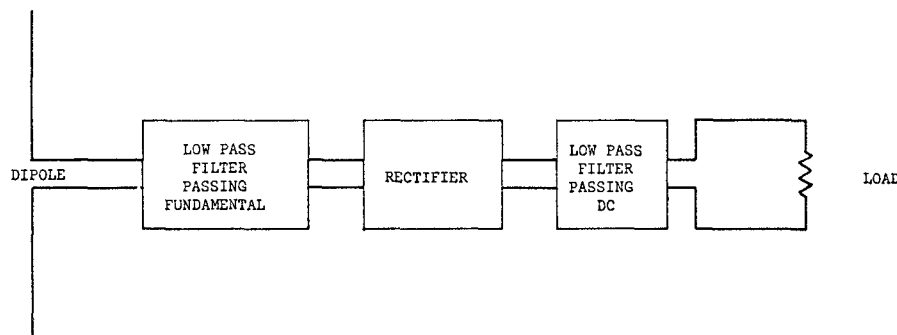 DIPOLE
LOW PASS
FILTER
PASSING
FUNDAMENTAL
RECTIFIER
LOW PASS
FILTER
PASSING
DC
LOAD